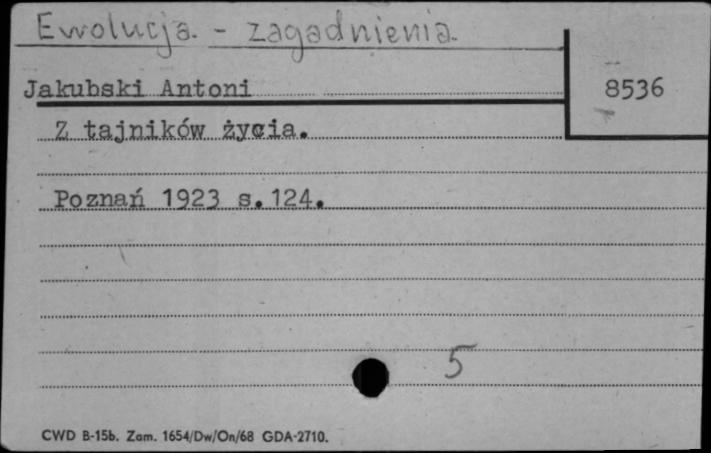 Ewolucja. - zagadnienia.
Jakubski Antoni
8536
Z tajników życia.
Poznań 1923 s.124.
5
CWD B-15b. Zam. 1654/Dw/On/68 GDA-2710.